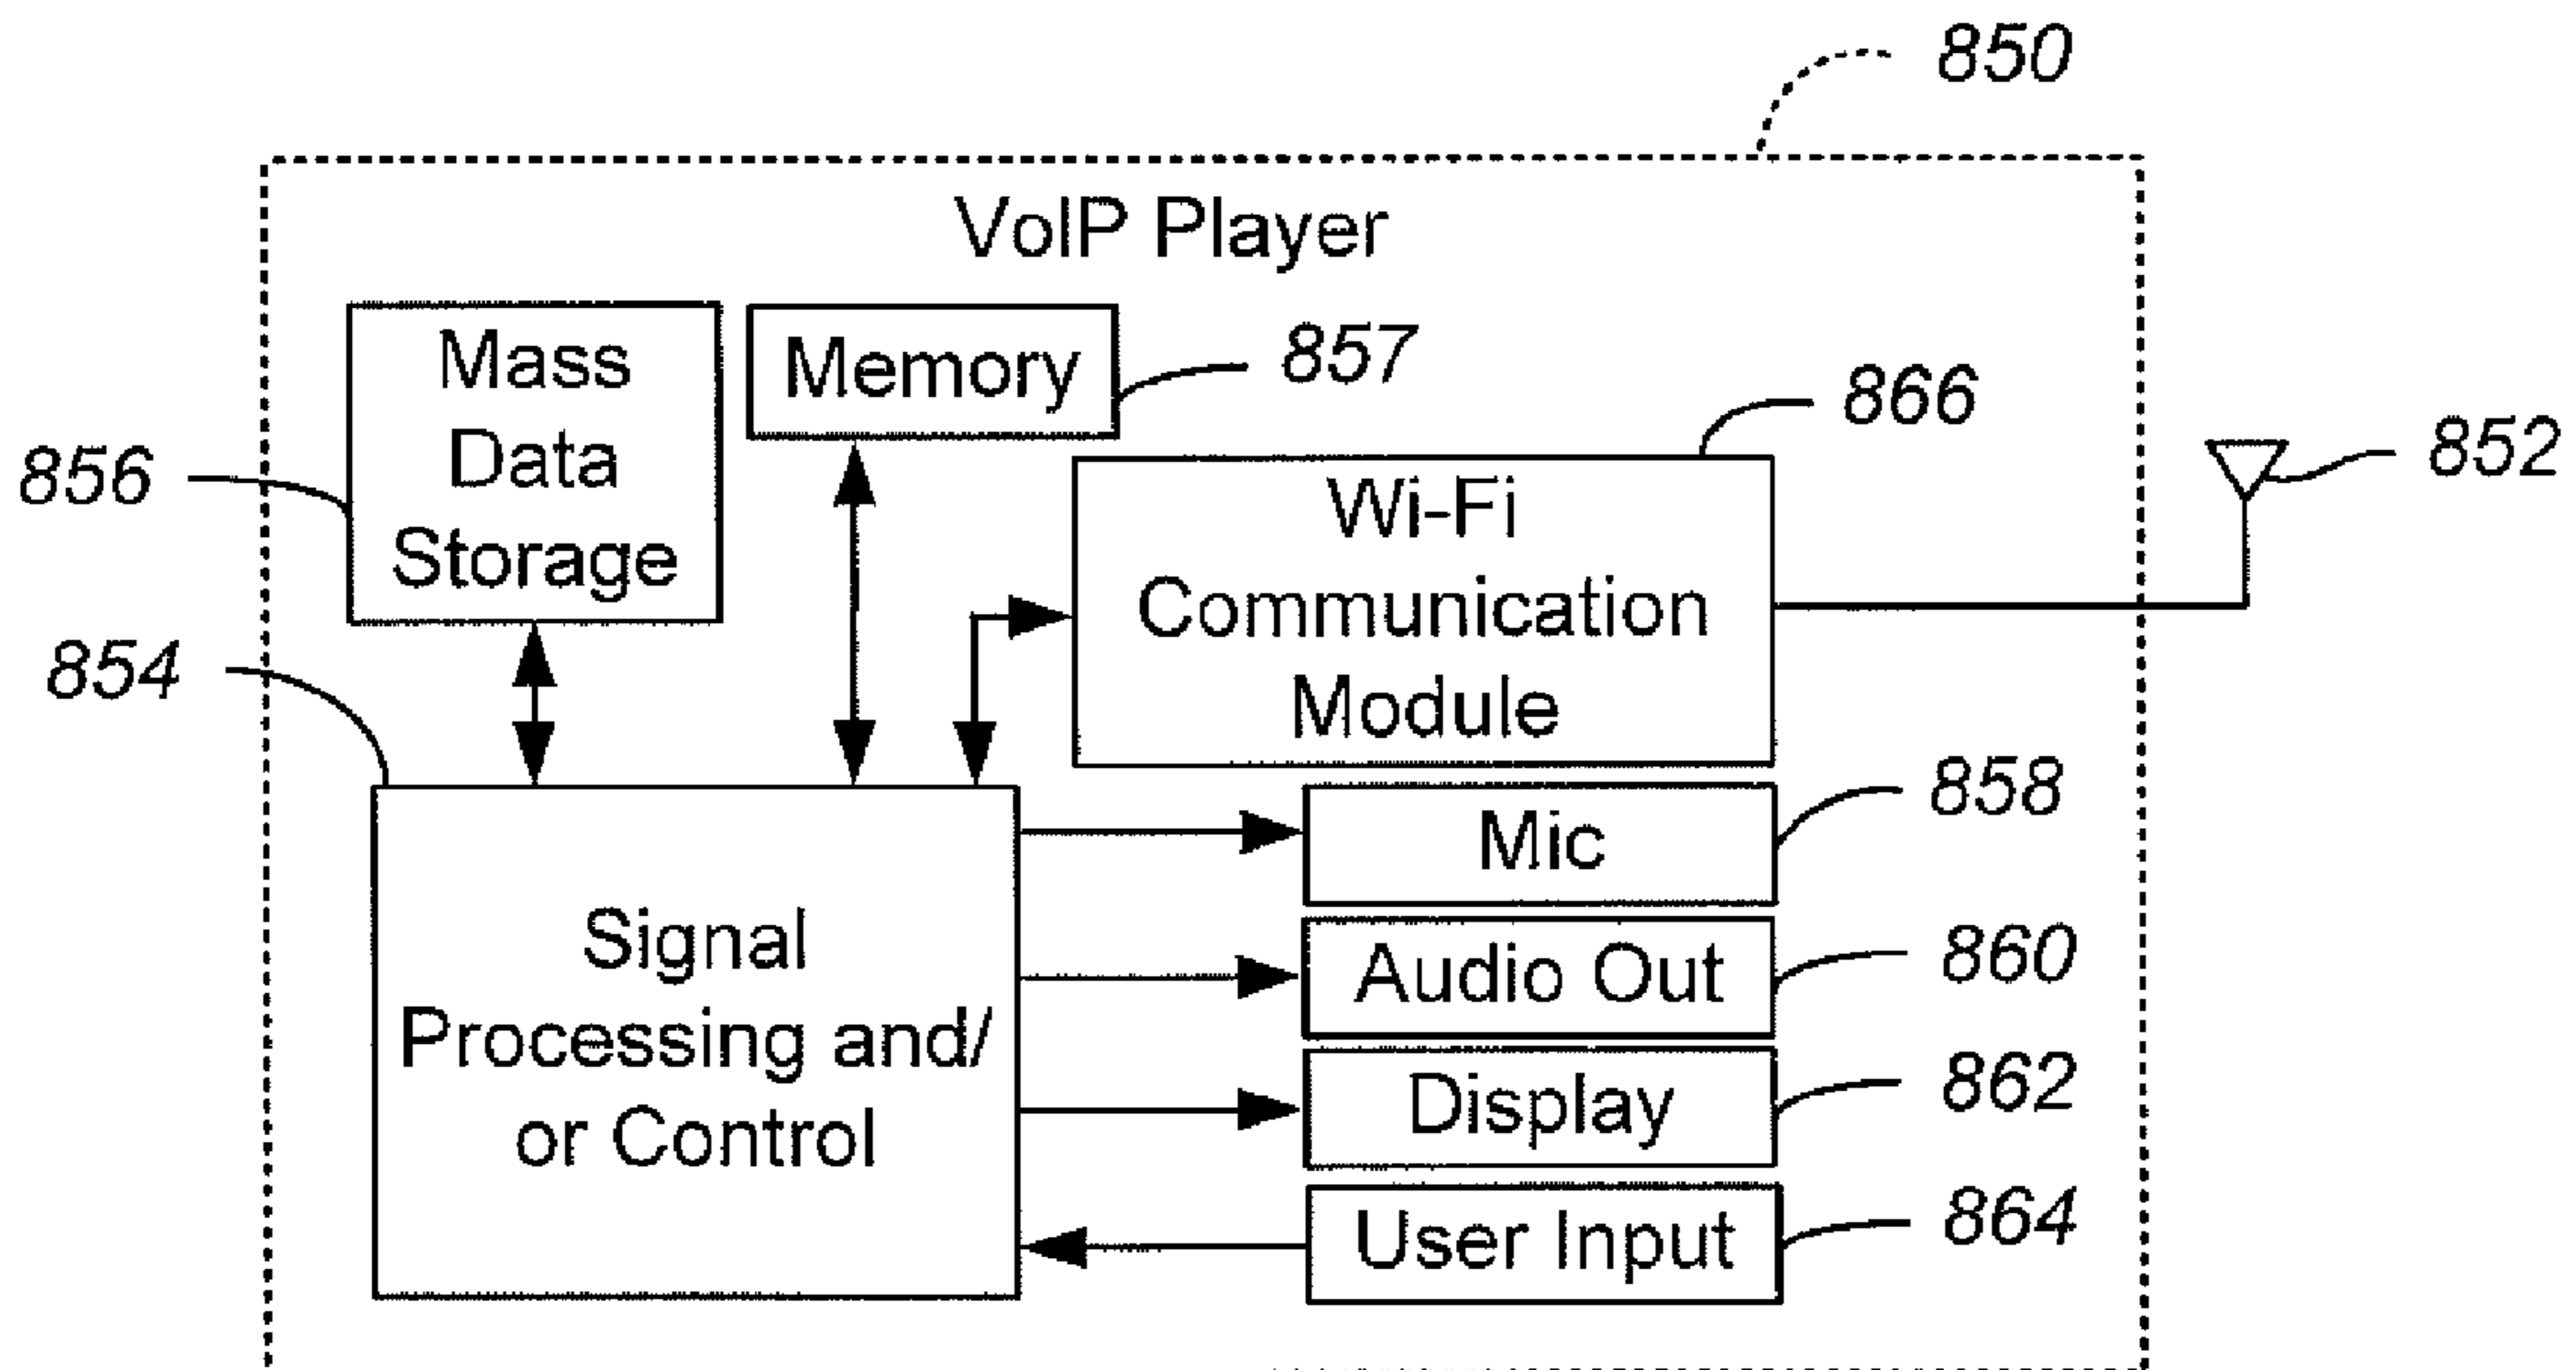 850
VoIP Player
Mass
Data
Storage
Memory
857
866
852
856
Wi-Fi
Communication
Module
854
858
Mic
Signal
Processing and/
or Control
860
Audio Out
862
Display
864
User Input